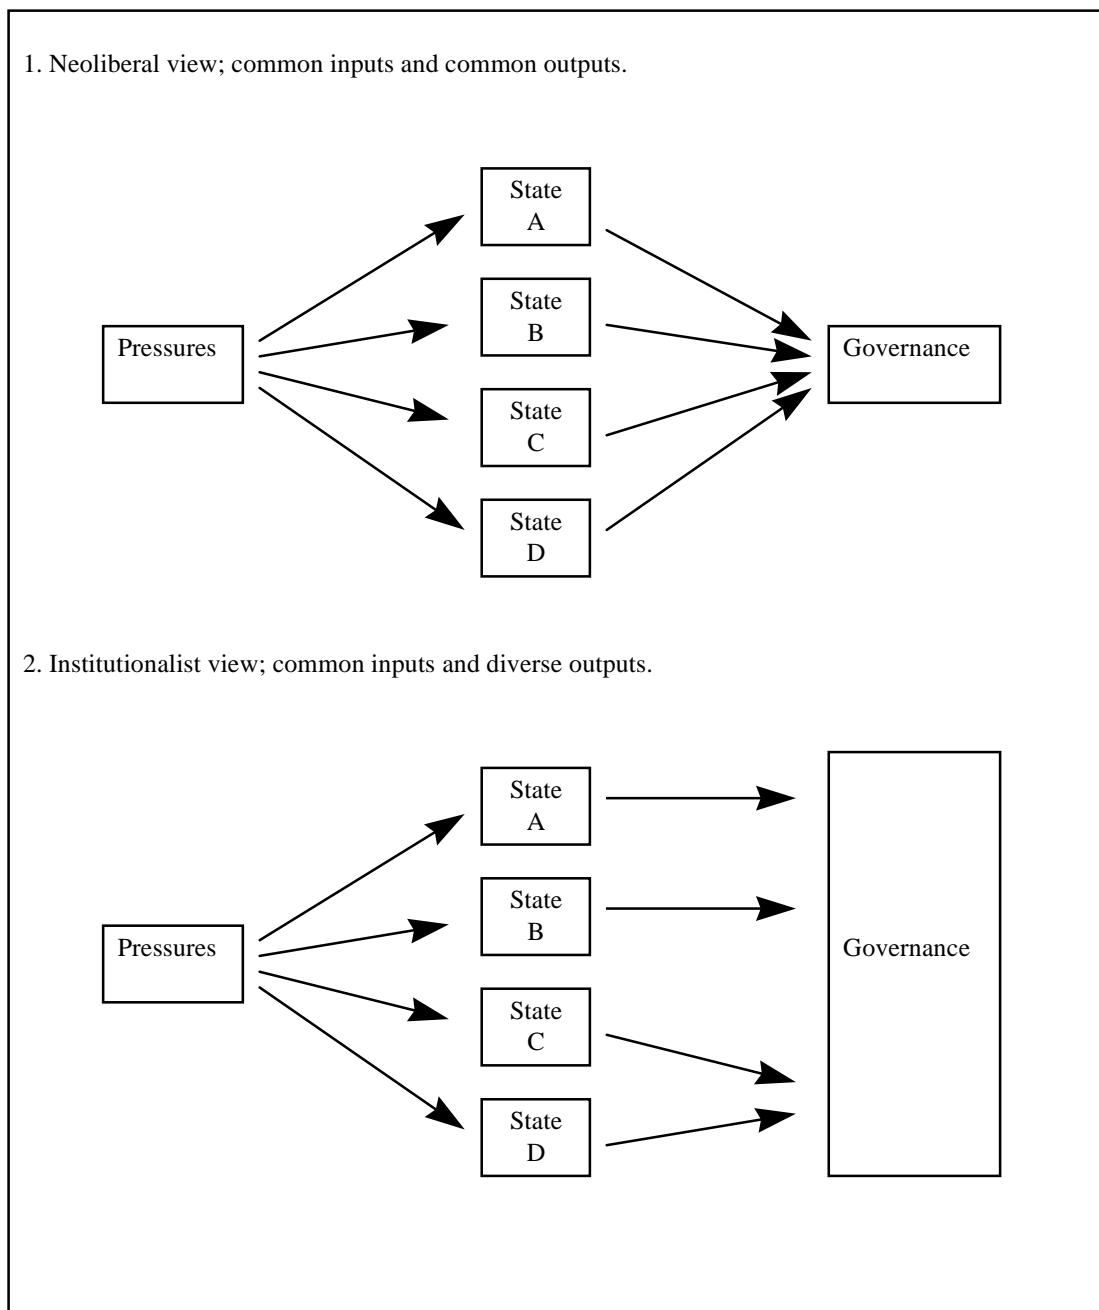 1. Neoliberal view; common inputs and common outputs.
State
A
State
B
Pressures
Governance
State
C
State
D
2. Institutionalist view; common inputs and diverse outputs.
State
A
State
B
Pressures
Governance
State
C
State
D